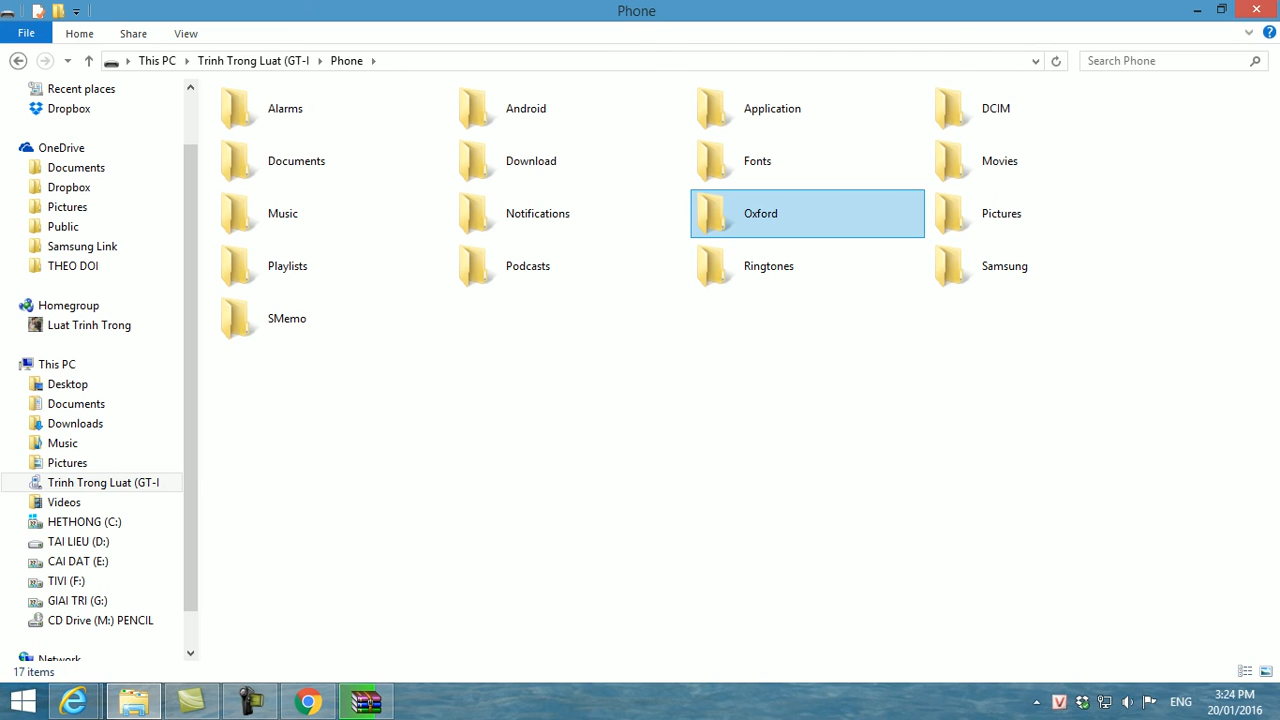 Phone
File
Home
Share
View
This PC
Trinh Trong Luat (GT-I
Phone
Search Phone
Recent places
Dropbox
OneDrive
Documents
Dropbox
Pictures
Public
Samsung Link
THEO DOI
Homegroup
Luat Trinh Trong
This PC
Desktop
Documents
Downloads
Music
Pictures
Trinh Trong Luat (GT-I
Videos
HETHONG (C:)
TAI LIEU (D:)
CAI DAT (E:)
TIVI (F:)
GIAI TRI (G:)
CD Drive (M:) PENCIL
Network
Alarms
Android
Application
DCIM
Documents
Download
Fonts
Movies
Music
Notifications
Oxford
Pictures
Playlists
Podcasts
Ringtones
Samsung
SMemo
17 items
V
ENG
3:24 PM
20/01/2016